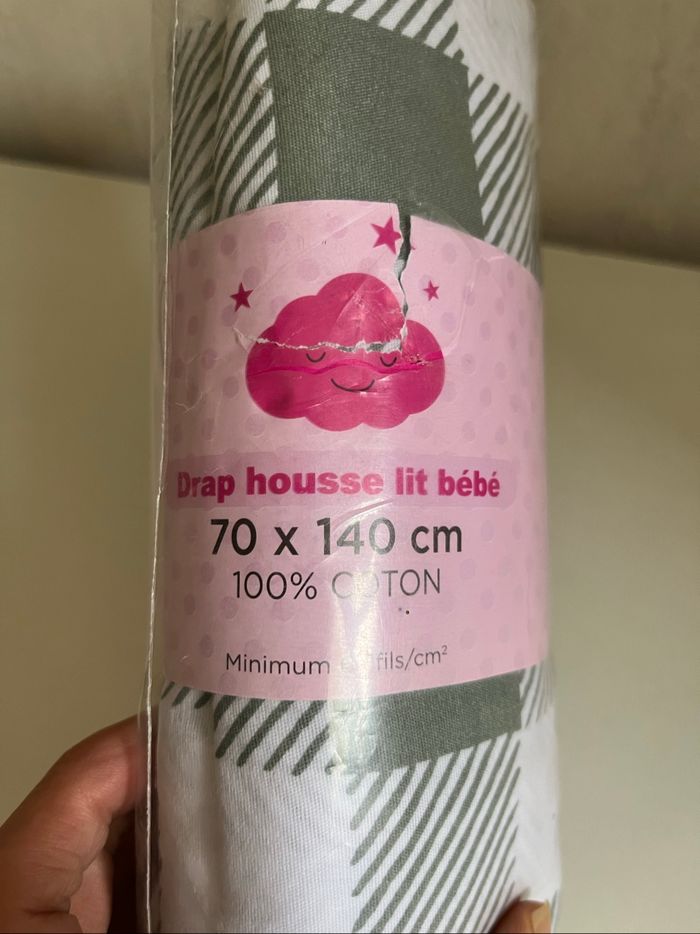 Drap housse lit bébé
70 x 140 cm
100% COTON
Minimum fils/cm²